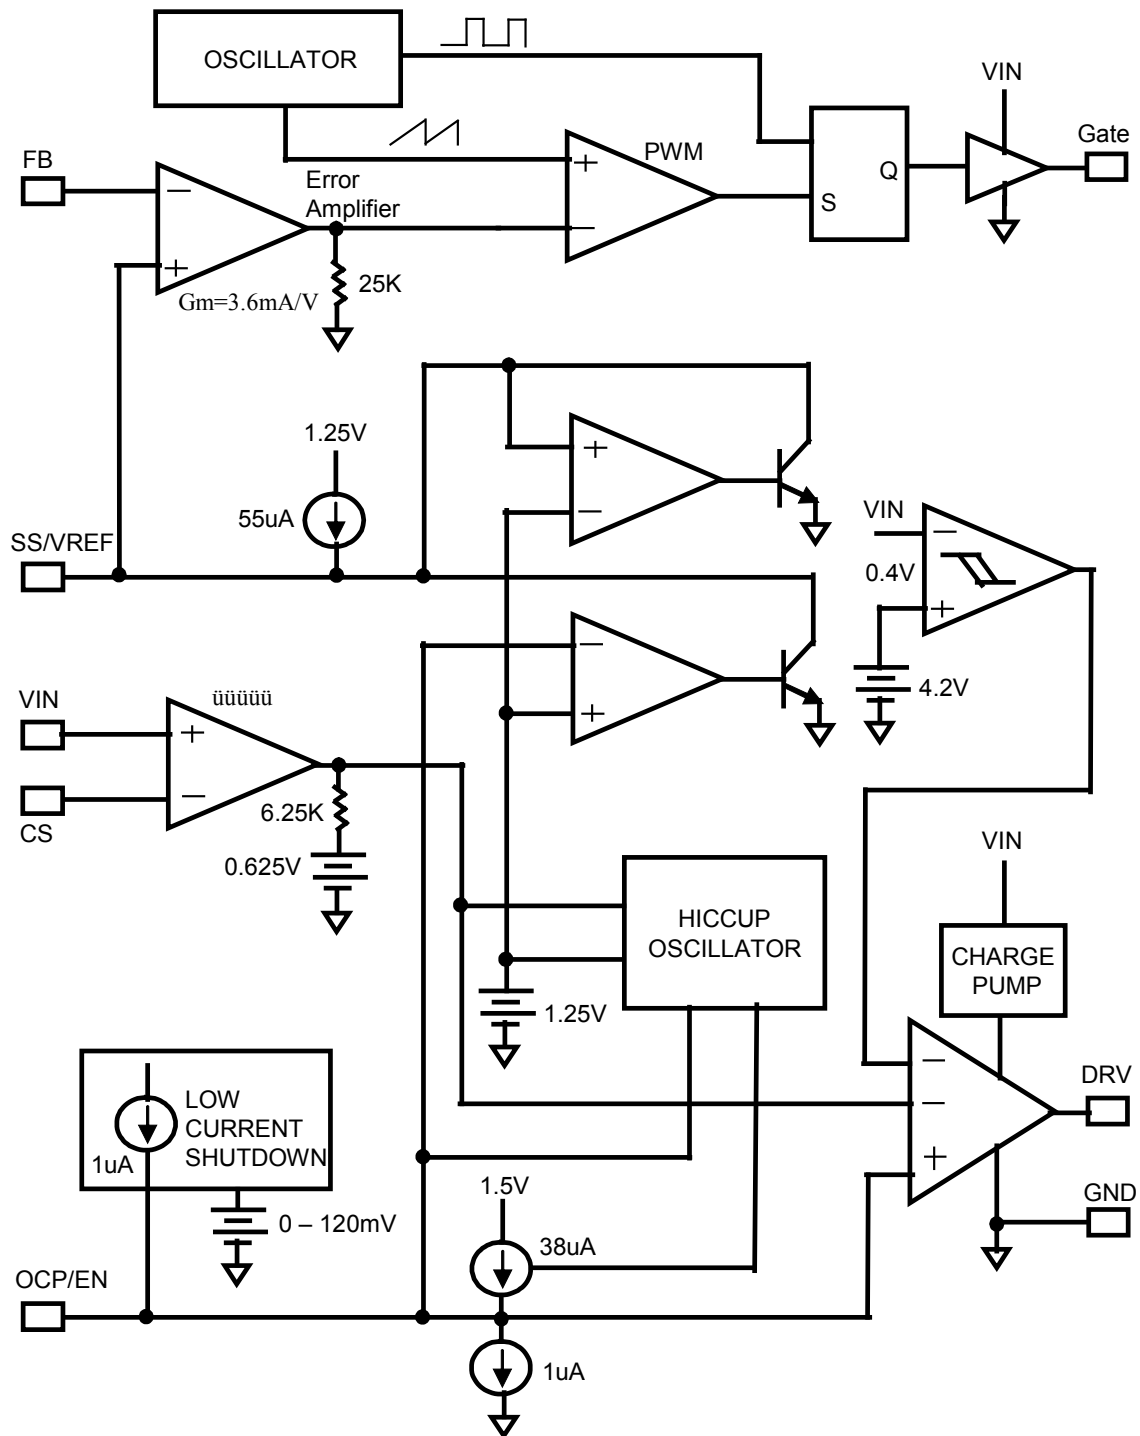 OSCILLATOR
VIN
Gate
FB
Error
Amplifier
PWM
Q
S
25K
Gm=3.6mA/V
1.25V
55uA
SS/VREF
VIN
0.4V
4.2V
VIN
üüüüü
CS
6.25K
0.625V
HICCUP
OSCILLATOR
VIN
CHARGE
PUMP
1.25V
LOW
CURRENT
SHUTDOWN
1uA
DRV
GND
0 – 120mV
1.5V
38uA
OCP/EN
1uA